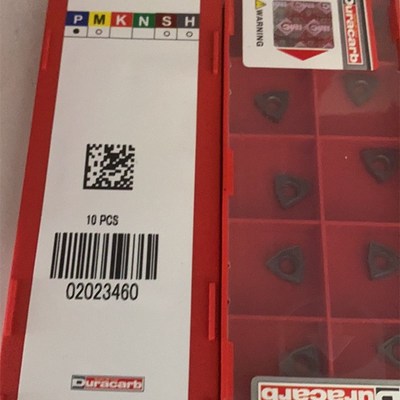 P M K N S H
10 PCS
02023460
Duracarb
WARNING
Duracarb
Duracarb